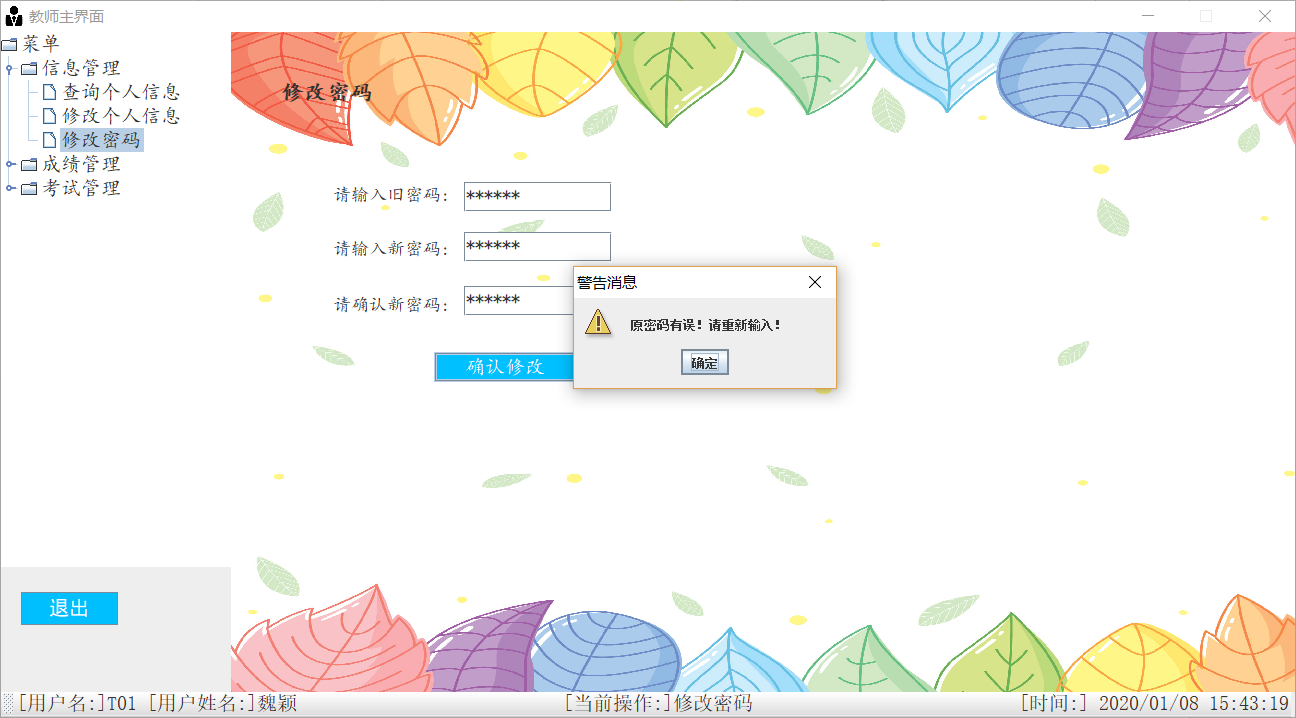 教师主界面
菜单
信息管理
查询个人信息
修改个人信息
修改密码
成绩管理
考试管理
修改密码
请输入旧密码： ******
请输入新密码： ******
请确认新密码： ******
确认修改
警告消息
原密码有误！请重新输入！
确定
退出
[用户名:]T01 [用户姓名:]魏颖 [当前操作:]修改密码 [时间:] 2020/01/08 15:43:19